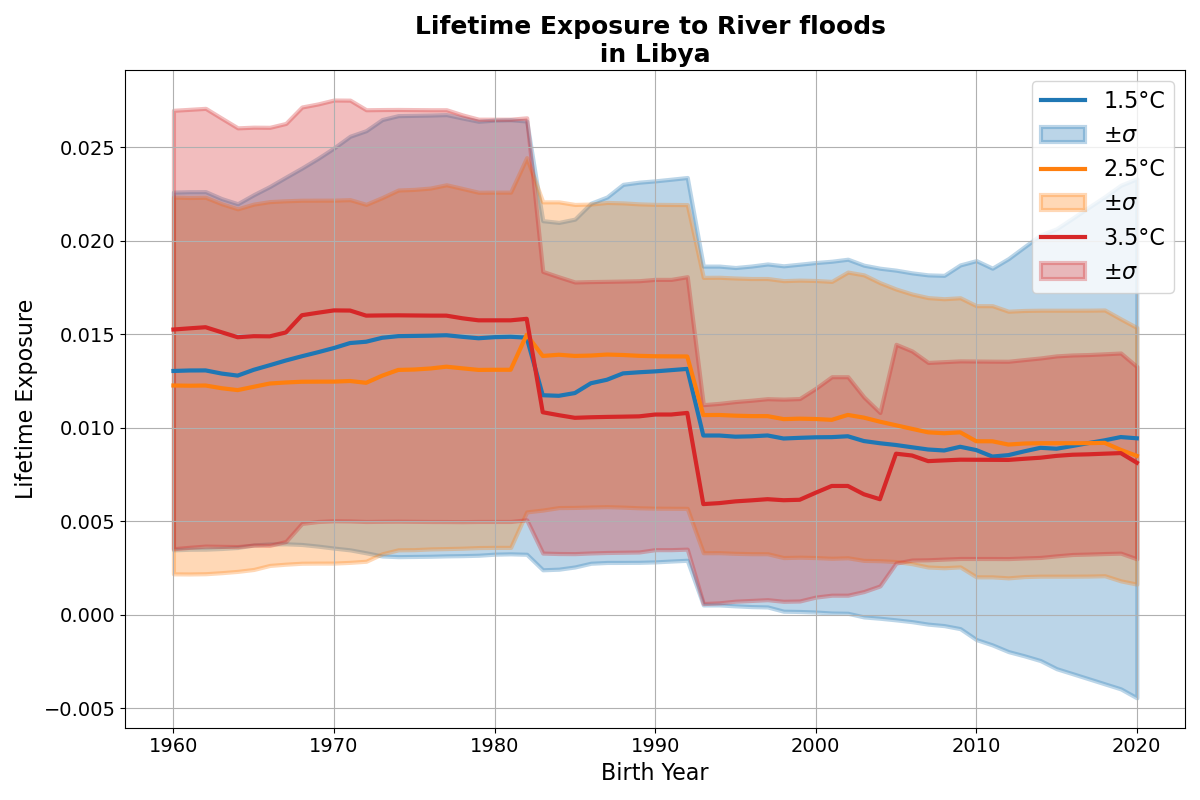 Lifetime Exposure to River floods
in Libya
Lifetime Exposure
0.025
0.020
0.015
0.010
0.005
0.000
−0.005
1960
1970
1980
1990
2000
2010
2020
Birth Year
1.5°C
±σ
2.5°C
±σ
3.5°C
±σ